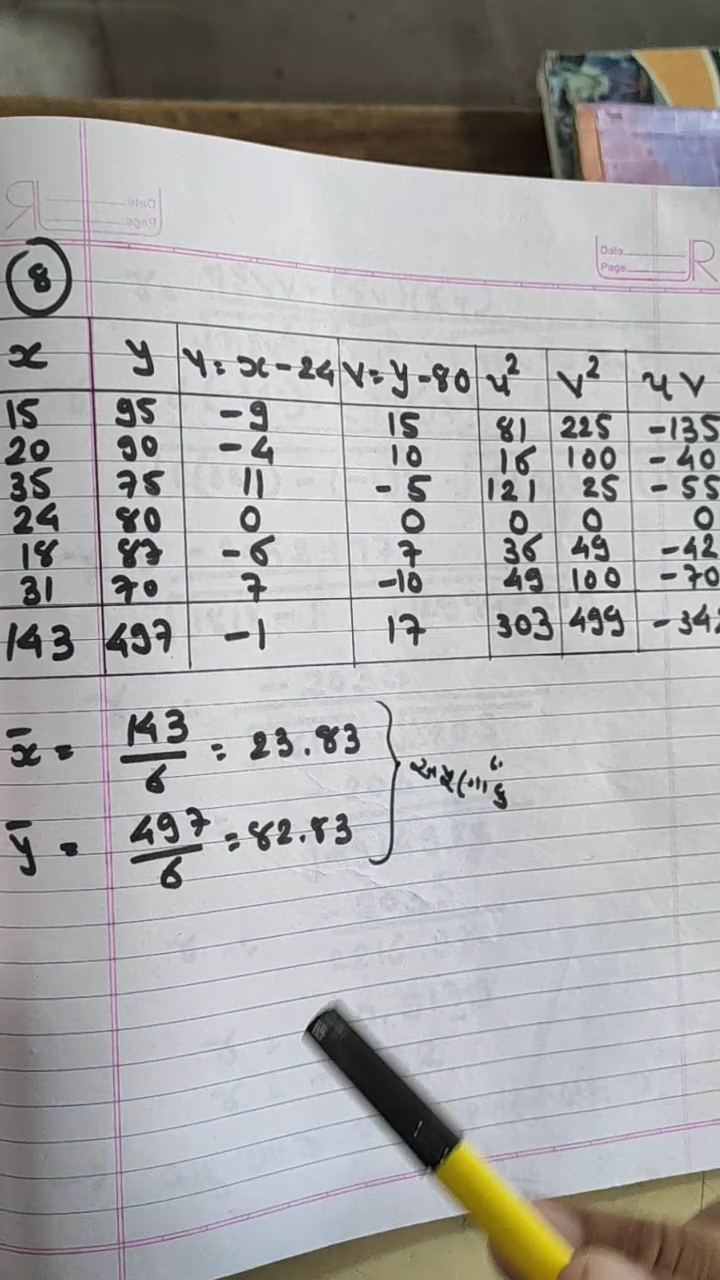 Date
Page
R
8
x y u = x - 24 v = y - 80 u² v² uv
15 95 -9 15 81 225 -135
20 90 -4 10 16 100 -40
35 75 11 -5 121 25 -55
24 80 0 0 0 0 0
18 87 -6 7 36 49 -42
31 70 7 -10 49 100 -70
143 497 -1 17 303 499
x̄ = 143/6 = 23.83
ȳ = 497/6 = 82.83